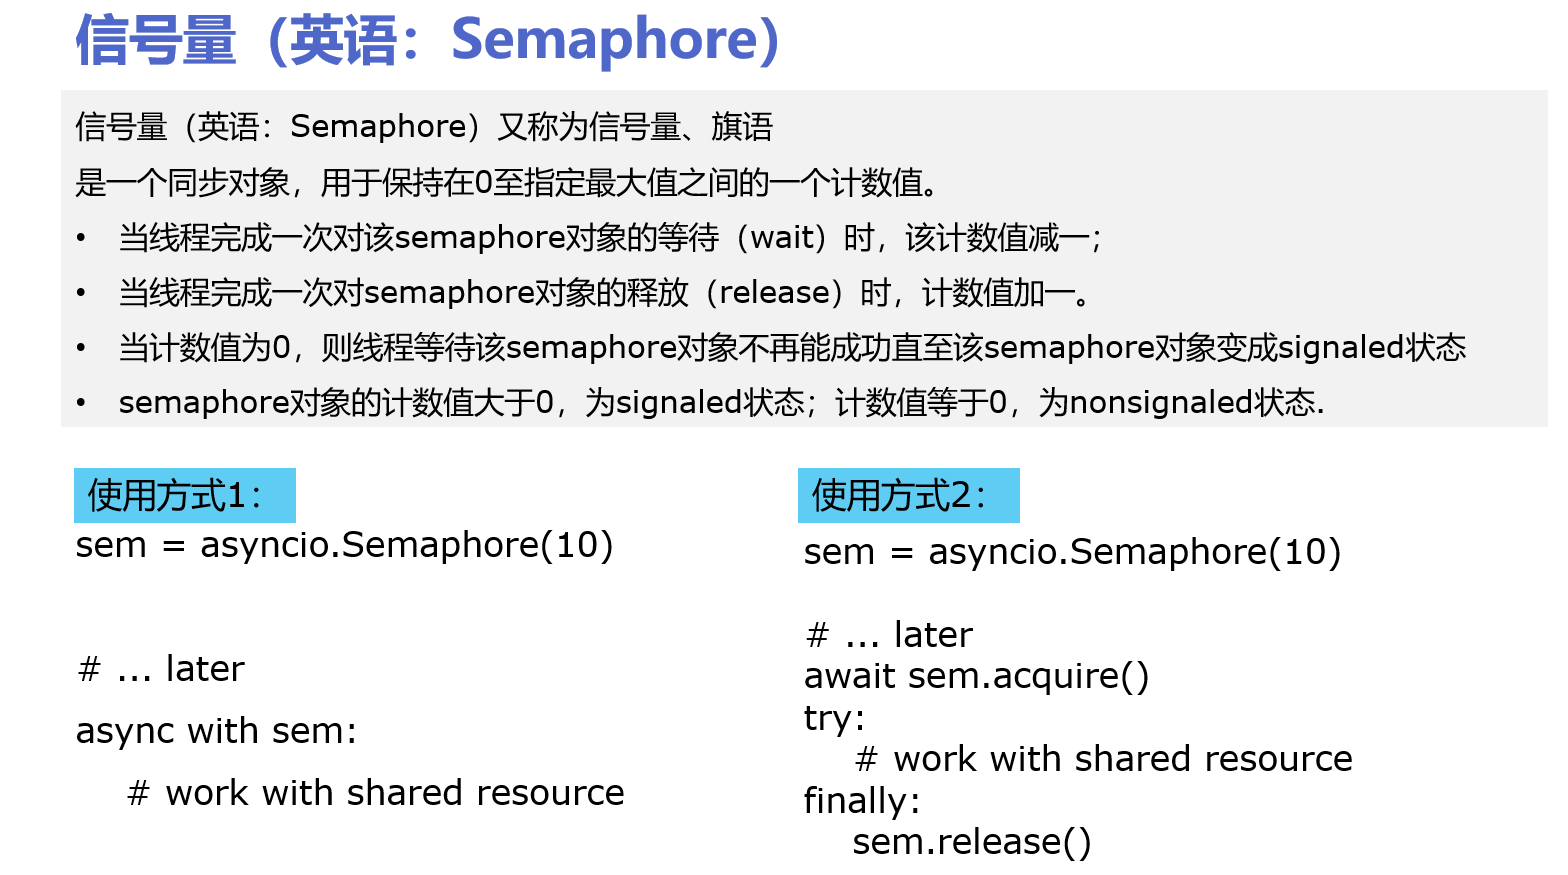 信号量（英语：Semaphore）
信号量（英语：Semaphore）又称为信号量、旗语
是一个同步对象，用于保持在0至指定最大值之间的一个计数值。
• 当线程完成一次对该semaphore对象的等待（wait）时，该计数值减一；
• 当线程完成一次对semaphore对象的释放（release）时，计数值加一。
• 当计数值为0，则线程等待该semaphore对象不再能成功直至该semaphore对象变成signaled状态
• semaphore对象的计数值大于0，为signaled状态；计数值等于0，为nonsignaled状态.
使用方式1：
sem = asyncio.Semaphore(10)
# ... later
async with sem:
    # work with shared resource
使用方式2：
sem = asyncio.Semaphore(10)
# ... later
await sem.acquire()
try:
    # work with shared resource
finally:
    sem.release()